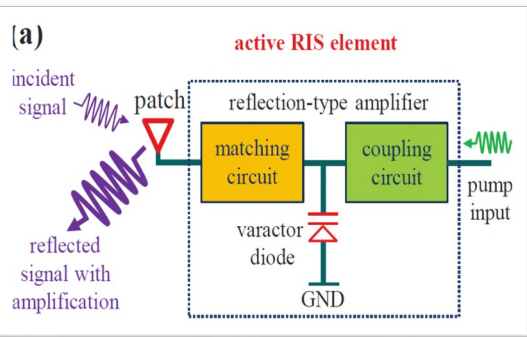 (a)
active RIS element
incident
signal
patch
reflection-type amplifier
matching
circuit
coupling
circuit
pump
input
varactor
diode
GND
reflected
signal with
amplification